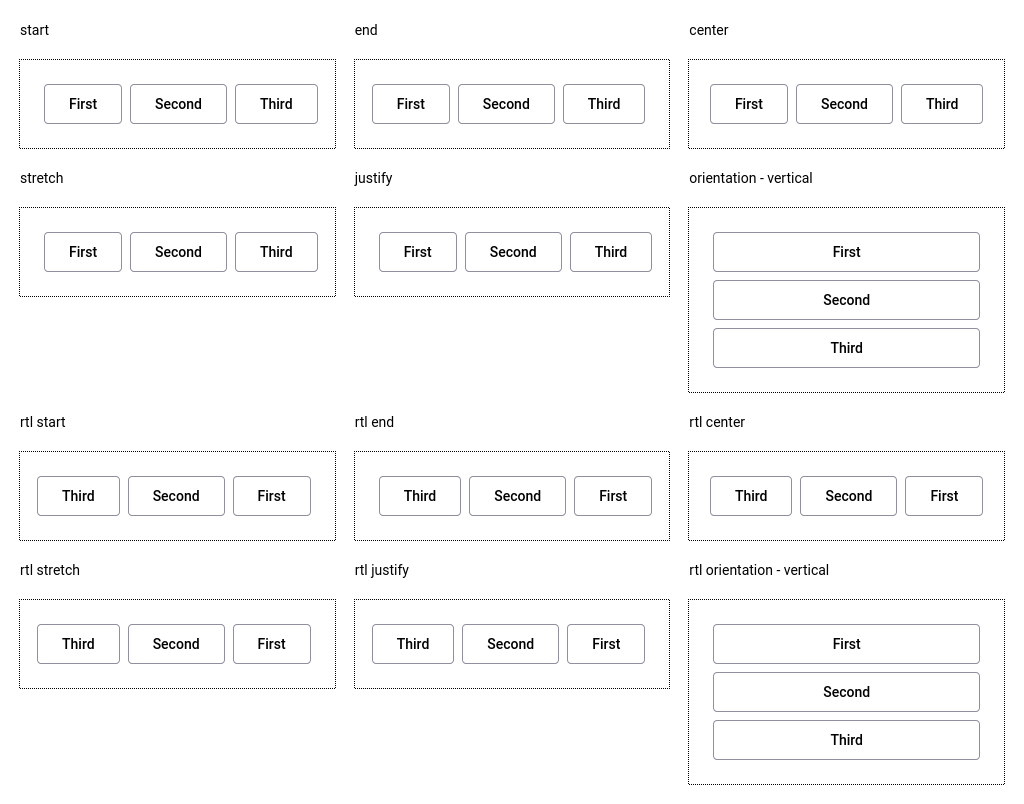 start
end
center
First Second Third
First Second Third
First Second Third
stretch
justify
orientation - vertical
First Second Third
First Second Third
First
Second
Third
rtl start
rtl end
rtl center
Third Second First
Third Second First
Third Second First
rtl stretch
rtl justify
rtl orientation - vertical
Third Second First
Third Second First
First
Second
Third